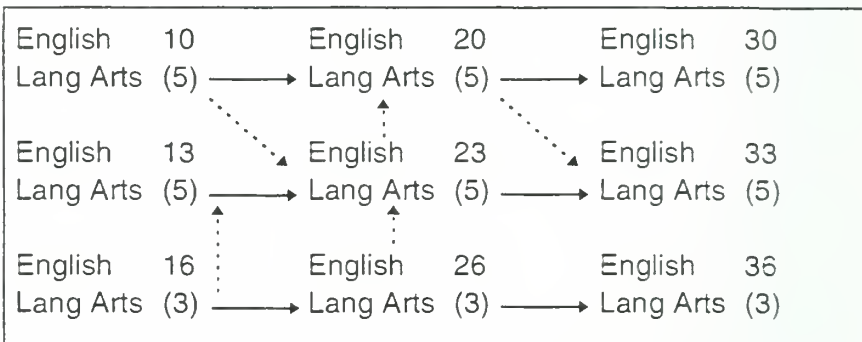 English 10 English 20 English 30
Lang Arts (5) Lang Arts (5) Lang Arts (5)
English 13 English 23 English 33
Lang Arts (5) Lang Arts (5) Lang Arts (5)
English 16 English 26 English 36
Lang Arts (3) Lang Arts (3) Lang Arts (3)